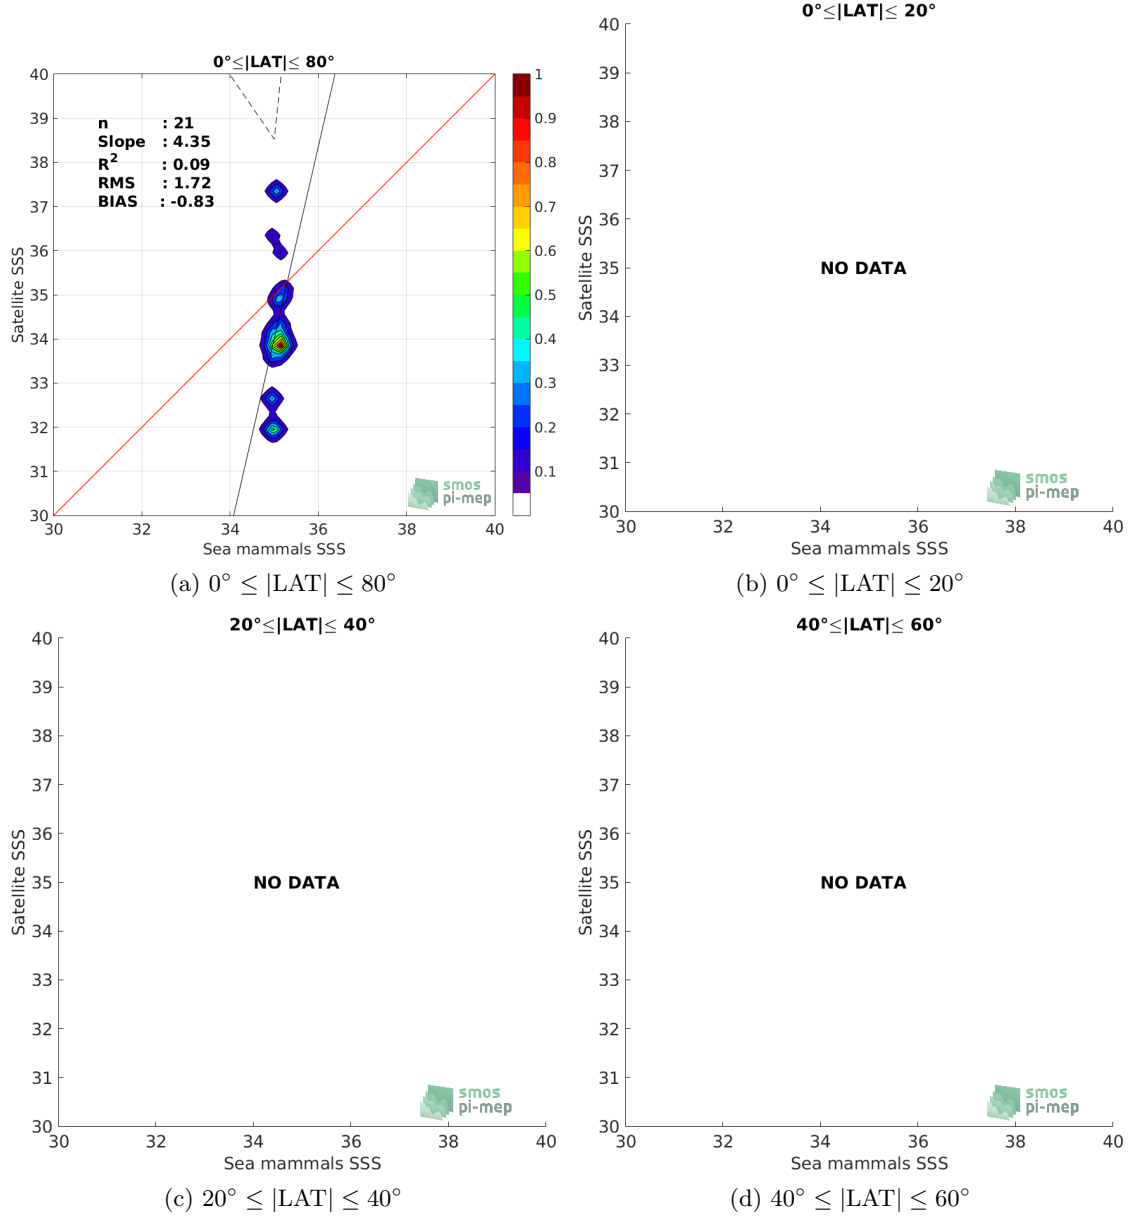 0°≤|LAT|≤ 80°
40
39
38
37
36
35
34
33
32
31
30
Satellite SSS
n : 21
Slope : 4.35
R² : 0.09
RMS : 1.72
BIAS : -0.83
smos
pi-mep
30 32 34 36 38 40
Sea mammals SSS
1
0.9
0.8
0.7
0.6
0.5
0.4
0.3
0.2
0.1
(a) 0° ≤ |LAT| ≤ 80°
0°≤|LAT|≤ 20°
40
39
38
37
36
35
34
33
32
31
30
Satellite SSS
NO DATA
smos
pi-mep
30 32 34 36 38 40
Sea mammals SSS
(b) 0° ≤ |LAT| ≤ 20°
20°≤|LAT|≤ 40°
40
39
38
37
36
35
34
33
32
31
30
Satellite SSS
NO DATA
smos
pi-mep
30 32 34 36 38 40
Sea mammals SSS
(c) 20° ≤ |LAT| ≤ 40°
40°≤|LAT|≤ 60°
40
39
38
37
36
35
34
33
32
31
30
Satellite SSS
NO DATA
smos
pi-mep
30 32 34 36 38 40
Sea mammals SSS
(d) 40° ≤ |LAT| ≤ 60°